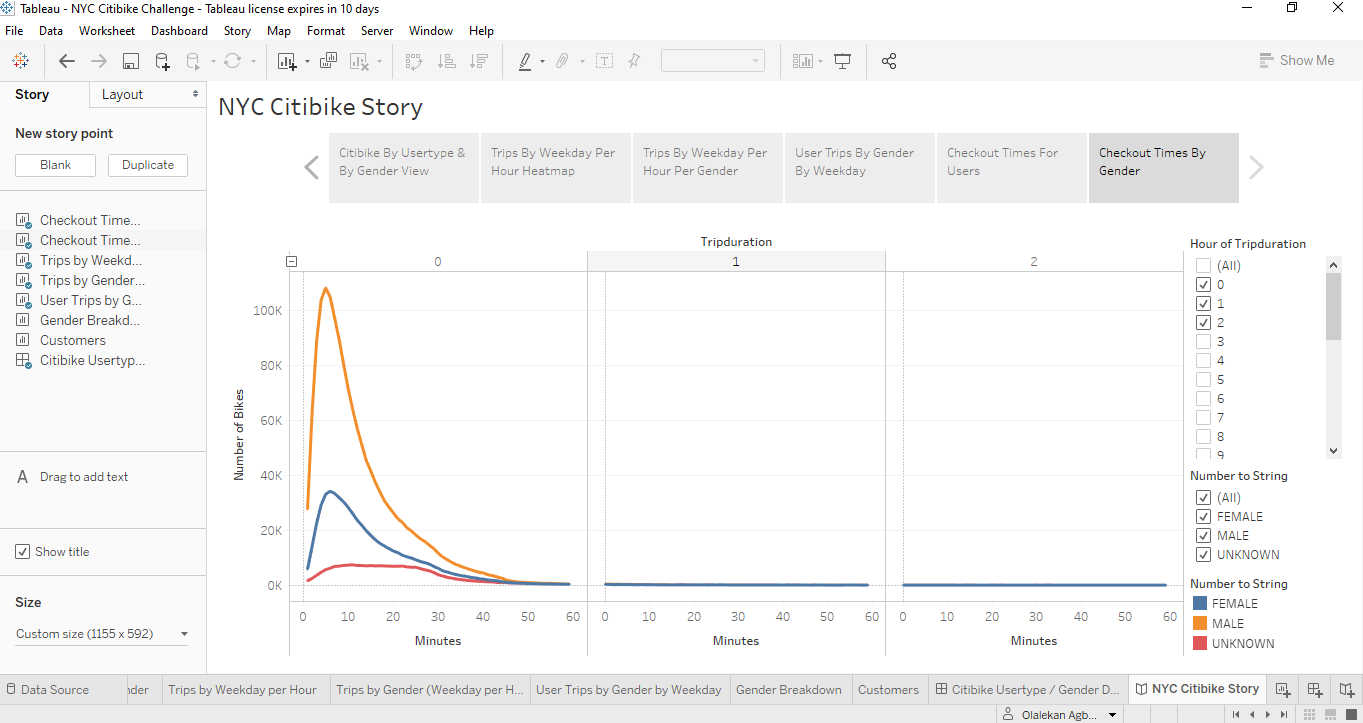 Tableau - NYC Citibike Challenge - Tableau license expires in 10 days
File Data Worksheet Dashboard Story Map Format Server Window Help
Show Me
Story Layout
New story point
Blank Duplicate
Checkout Time...
Checkout Time...
Trips by Weekd...
Trips by Gender...
User Trips by G...
Gender Breakd...
Customers
Citibike Usertyp...
A Drag to add text
Show title
Size
Custom size (1155 x 592)
NYC Citibike Story
Citibike By Usertype &
By Gender View
Trips By Weekday Per
Hour Heatmap
Trips By Weekday Per
Hour Per Gender
User Trips By Gender
By Weekday
Checkout Times For
Users
Checkout Times By
Gender
Tripduration
0 1 2
Number of Bikes
100K
80K
60K
40K
20K
0K
0 10 20 30 40 50 60 0 10 20 30 40 50 60 0 10 20 30 40 50 60
Minutes Minutes Minutes
Hour of Tripduration
(All)
0
1
2
3
4
5
6
7
8
9
Number to String
(All)
FEMALE
MALE
UNKNOWN
Number to String
FEMALE
MALE
UNKNOWN
Data Source nder Trips by Weekday per Hour Trips by Gender (Weekday per H... User Trips by Gender by Weekday Gender Breakdown Customers Citibike Usertype / Gender D... NYC Citibike Story
Olalekan Agb...